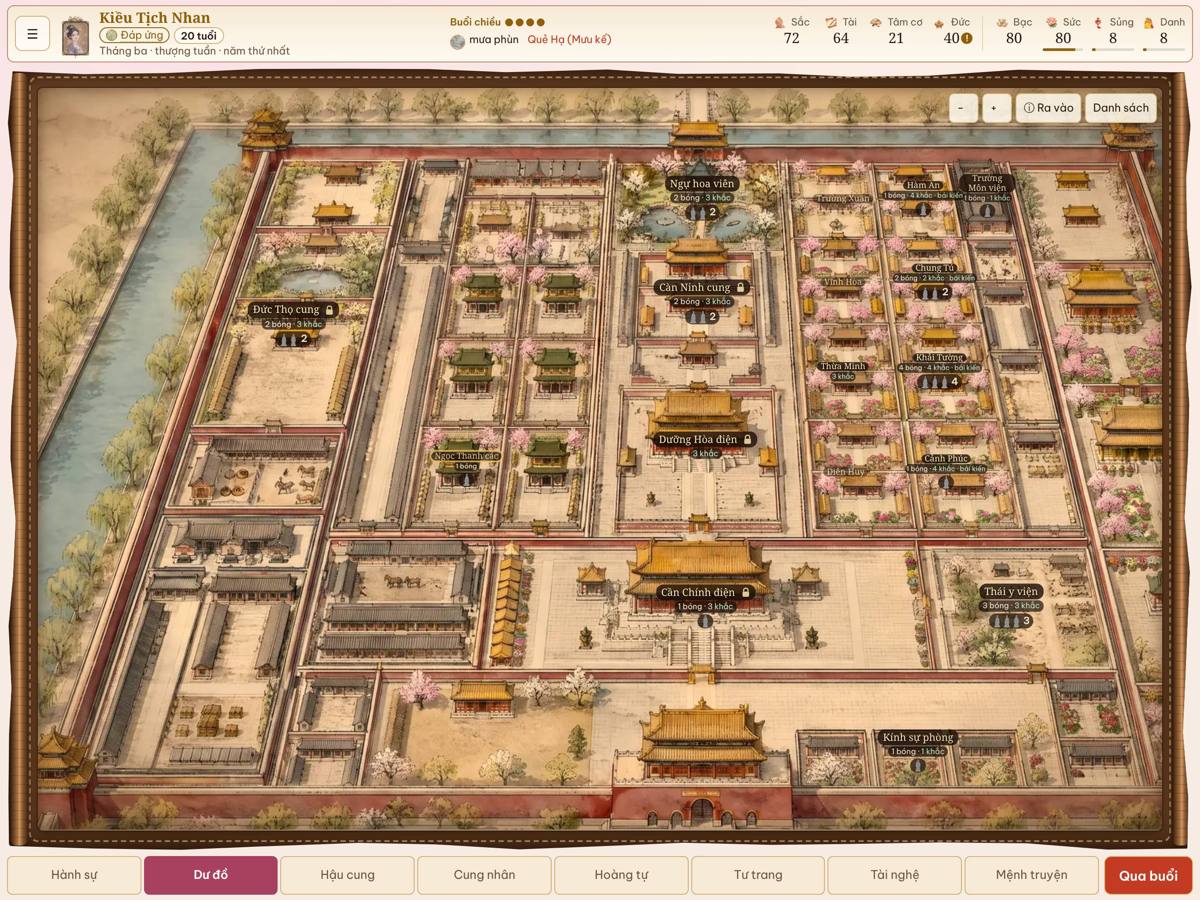 Kiều Tịch Nhan
Đáp ứng
20 tuổi
Tháng ba · thượng tuần · năm thứ nhất
Buổi chiều
mưa phùn Quẻ Hạ (Mưu kế)
Sắc
72
Tài
64
Tâm cơ
21
Đức
40
Bạc
80
Sức
80
Sủng
8
Danh
8
-
+
Ra vào
Danh sách
Ngự hoa viên
2 bóng · 3 khắc
2
Trường Xuân
Hàm An
1 bóng · 4 khắc · bái kiến
Trường
Môn viện
1 bóng · 1 khắc
Đức Thọ cung
2 bóng · 3 khắc
2
Càn Ninh cung
2 bóng · 3 khắc
2
Vĩnh Hòa
Chung Tú
2 bóng · 2 khắc · bái kiến
2
Thừa Minh
3 khắc
Khải Tường
4 bóng · 4 khắc · bái kiến
4
Dưỡng Hòa điện
3 khắc
Ngọc Thanh các
1 bóng
Diên Huy
Cảnh Phúc
1 bóng · 4 khắc · bái kiến
Cần Chính điện
1 bóng · 3 khắc
Thái y viện
3 bóng · 3 khắc
3
Kính sự phòng
1 bóng · 1 khắc
Hành sự
Dư đồ
Hậu cung
Cung nhân
Hoàng tự
Tư trang
Tài nghệ
Mệnh truyện
Qua buổi